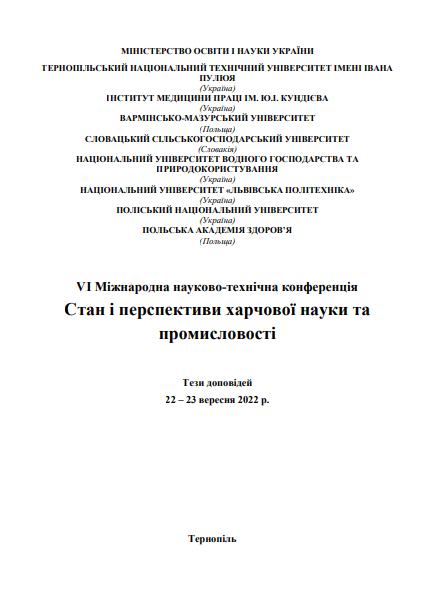 МІНІСТЕРСТВО ОСВІТИ І НАУКИ УКРАЇНИ
ТЕРНОПІЛЬСЬКИЙ НАЦІОНАЛЬНИЙ ТЕХНІЧНИЙ УНІВЕРСИТЕТ ІМЕНІ ІВАНА
ПУЛЮЯ
(Україна)
ІНСТИТУТ МЕДИЦИНИ ПРАЦІ ІМ. Ю.І. КУНДІЄВА
(Україна)
ВАРМІНСЬКО-МАЗУРСЬКИЙ УНІВЕРСИТЕТ
(Польща)
СЛОВАЦЬКИЙ СІЛЬСЬКОГОСПОДАРСЬКИЙ УНІВЕРСИТЕТ
(Словакія)
НАЦІОНАЛЬНИЙ УНІВЕРСИТЕТ ВОДНОГО ГОСПОДАРСТВА ТА
ПРИРОДОКОРИСТУВАННЯ
(Україна)
НАЦІОНАЛЬНИЙ УНІВЕРСИТЕТ «ЛЬВІВСЬКА ПОЛІТЕХНІКА»
(Україна)
ПОЛІСЬКИЙ НАЦІОНАЛЬНИЙ УНІВЕРСИТЕТ
(Україна)
ПОЛЬСЬКА АКАДЕМІЯ ЗДОРОВ'Я
(Польща)
VI Міжнародна науково-технічна конференція
Стан і перспективи харчової науки та
промисловості
Тези доповідей
22 – 23 вересня 2022 р.
Тернопіль